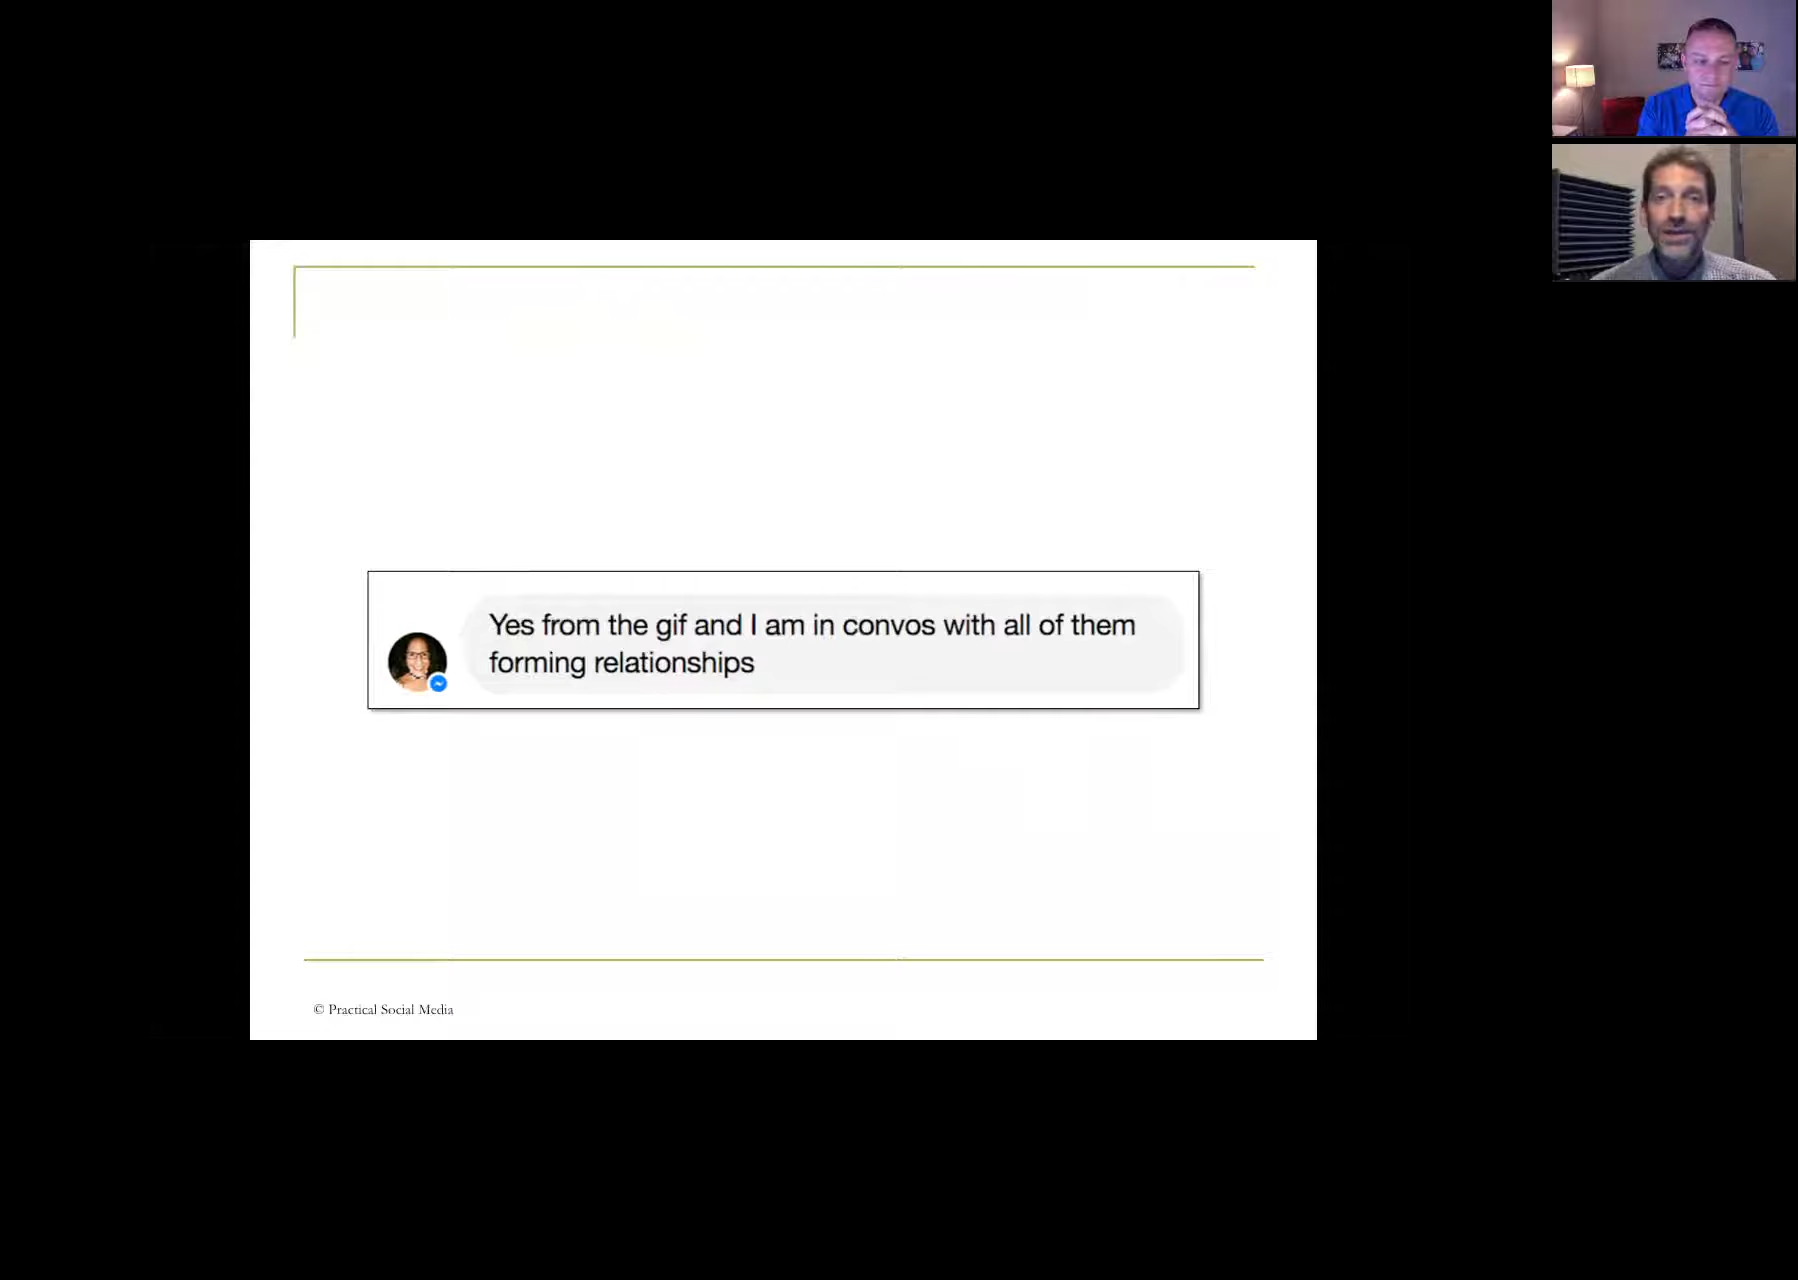 Yes from the gif and I am in convos with all of them
forming relationships
© Practical Social Media